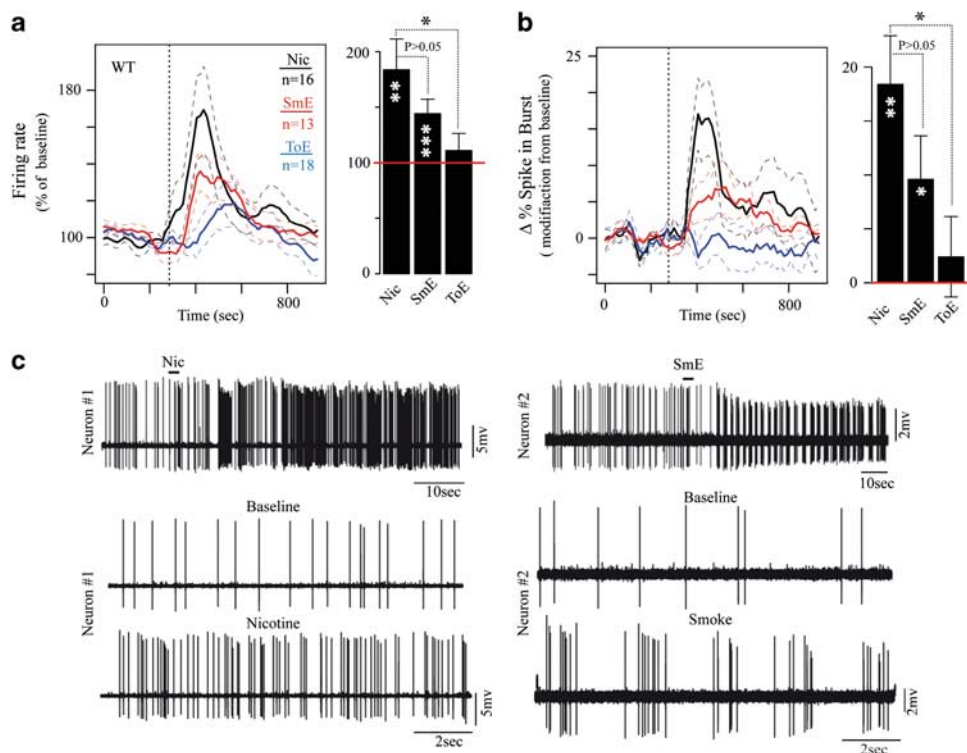 a
WT
Nic
n=16
SmE
n=13
ToE
n=18
Firing rate
(% of baseline)
180
100
0
800
Time (sec)
*
P>0.05
200
100
0
**
***
Nic
SmE
ToE
b
Δ % Spike in Burst
( modifiaction from baseline)
25
0
0
800
Time (sec)
*
P>0.05
20
0
**
*
Nic
SmE
ToE
c
Nic
Neuron #1
5mv
10sec
SmE
Neuron #2
2mv
10sec
Baseline
Neuron #1
Nicotine
5mv
2sec
Baseline
Neuron #2
Smoke
2mv
2sec